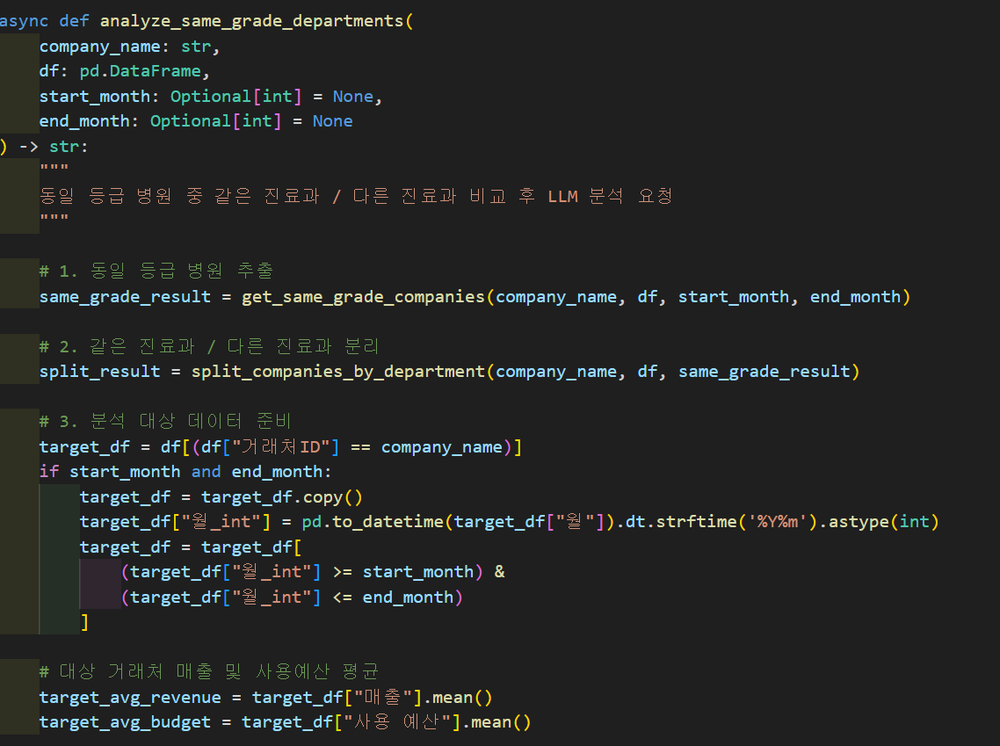 async def analyze_same_grade_departments(
    company_name: str,
    df: pd.DataFrame,
    start_month: Optional[int] = None,
    end_month: Optional[int] = None
) -> str:
    """
    동일 등급 병원 중 같은 진료과 / 다른 진료과 비교 후 LLM 분석 요청
    """
    # 1. 동일 등급 병원 추출
    same_grade_result = get_same_grade_companies(company_name, df, start_month, end_month)
    # 2. 같은 진료과 / 다른 진료과 분리
    split_result = split_companies_by_department(company_name, df, same_grade_result)
    # 3. 분석 대상 데이터 준비
    target_df = df[(df["거래처ID"] == company_name)]
    if start_month and end_month:
        target_df = target_df.copy()
        target_df["월_int"] = pd.to_datetime(target_df["월"]).dt.strftime('%Y%m').astype(int)
        target_df = target_df[
            (target_df["월_int"] >= start_month) &
            (target_df["월_int"] <= end_month)
        ]
    # 대상 거래처 매출 및 사용예산 평균
    target_avg_revenue = target_df["매출"].mean()
    target_avg_budget = target_df["사용 예산"].mean()